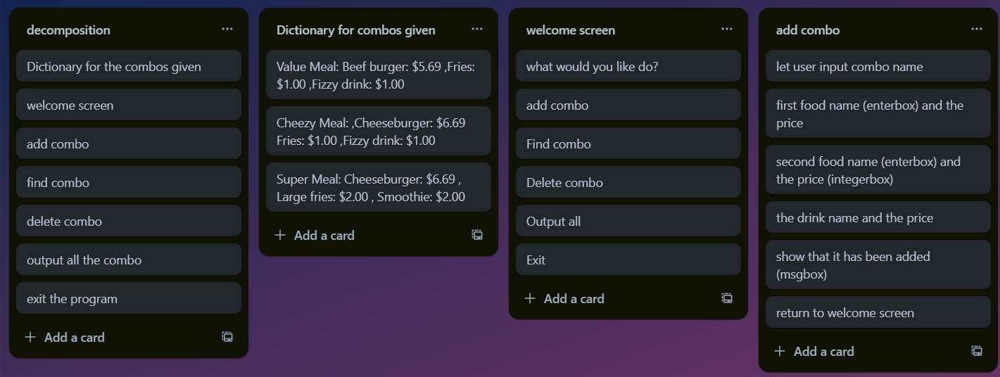 decomposition
Dictionary for the combos given
welcome screen
add combo
find combo
delete combo
output all the combo
exit the program
+ Add a card
Dictionary for combos given
Value Meal: Beef burger: $5.69 ,Fries:
$1.00 ,Fizzy drink: $1.00
Cheezy Meal: ,Cheeseburger: $6.69
Fries: $1.00 ,Fizzy drink: $1.00
Super Meal: Cheeseburger: $6.69 ,
Large fries: $2.00 , Smoothie: $2.00
+ Add a card
welcome screen
what would you like do?
add combo
Find combo
Delete combo
Output all
Exit
+ Add a card
add combo
let user input combo name
first food name (enterbox) and the
price
second food name (enterbox) and
the price (integerbox)
the drink name and the price
show that it has been added
(msgbox)
return to welcome screen
+ Add a card